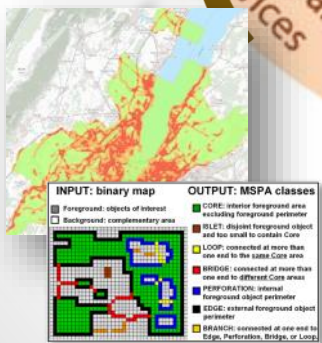 ices
INPUT: binary map
Foreground: objects of interest
Background: complementary area
OUTPUT: MSPA classes
CORE: interior foreground area
excluding foreground perimeter
ISLET: disjoint foreground object
and too small to contain Core
LOOP: connected at more than
one end to the same Core area
BRIDGE: connected at more than
one end to different Core areas
PERFORATION: internal
foreground object perimeter
EDGE: external foreground object
perimeter
BRANCH: connected at one end to
Edge, Perforation, Bridge, or Loop.